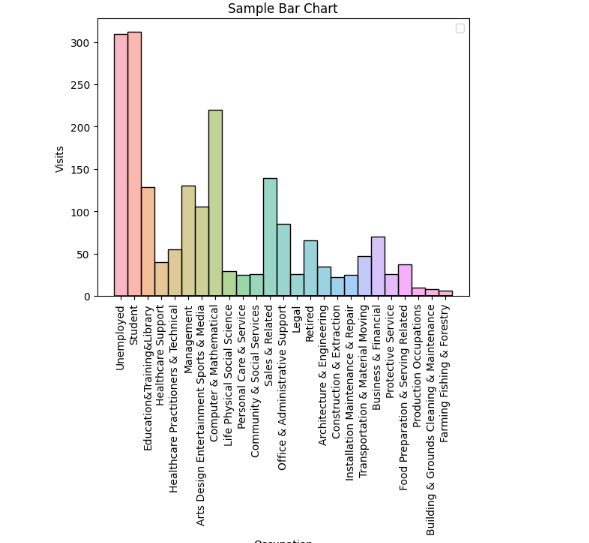 Sample Bar Chart
Visits
300
250
200
150
100
50
0
Unemployed
Student
Education&Training&Library
Healthcare Support
Healthcare Practitioners & Technical
Management
Arts Design Entertainment Sports & Media
Computer & Mathematical
Life Physical Social Science
Personal Care & Service
Community & Social Services
Sales & Related
Office & Administrative Support
Legal
Retired
Architecture & Engineering
Construction & Extraction
Installation Maintenance & Repair
Transportation & Material Moving
Business & Financial
Protective Service
Food Preparation & Serving Related
Production Occupations
Building & Grounds Cleaning & Maintenance
Farming Fishing & Forestry